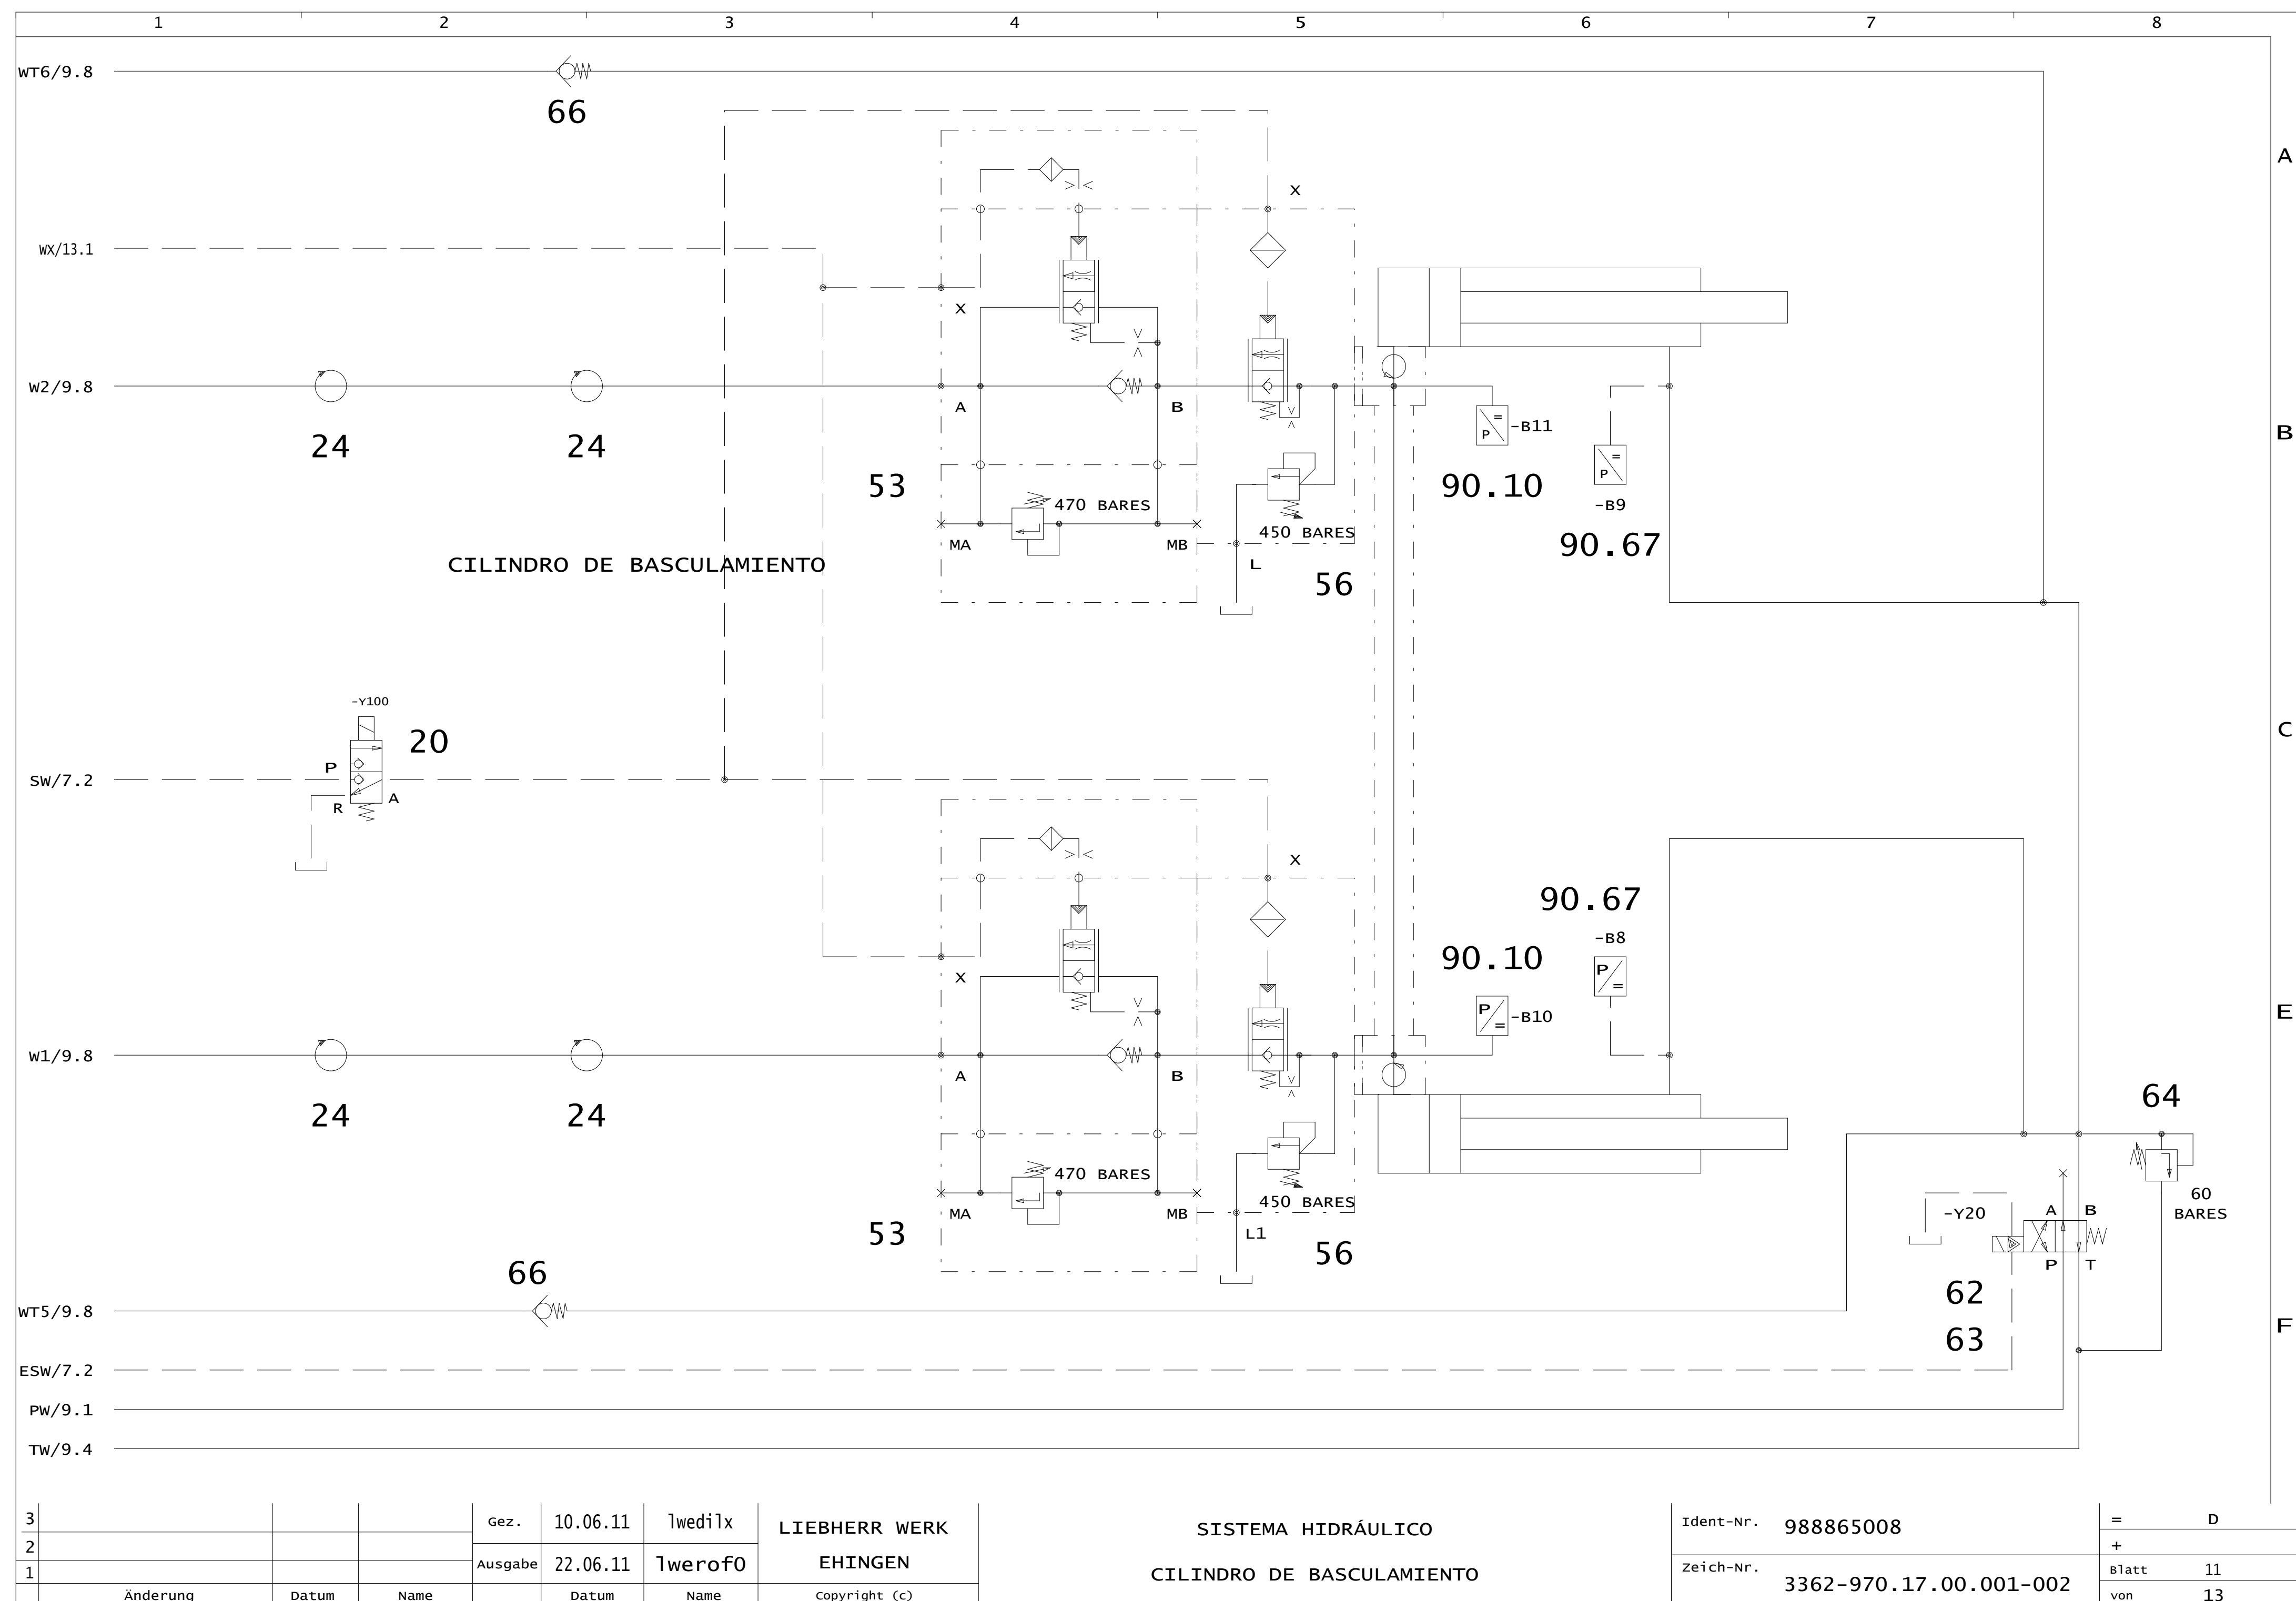 1 2 3 4 5 6 7 8
WT6/9.8
66
A
X
WX/13.1
X
W2/9.8
A
B
24
24
-B11
P =
P =
B
53
470 BARES
90.10
-B9
450 BARES
MA
MB
90.67
CILINDRO DE BASCULAMIENTO
L
56
-Y100
20
C
P
SW/7.2
R
A
X
90.67
-B8
90.10
P =
X
P =
-B10
E
W1/9.8
A
B
24
24
64
470 BARES
60
BARES
450 BARES
MA
MB
-Y20
A
B
53
L1
56
P
T
66
62
WT5/9.8
63
F
ESW/7.2
PW/9.1
TW/9.4
3
2
1
Änderung
Datum
Name
Gez.
10.06.11
lwedilx
Ausgabe
22.06.11
lwerof0
Datum
Name
LIEBHERR WERK
EHINGEN
Copyright (c)
SISTEMA HIDRÁULICO
CILINDRO DE BASCULAMIENTO
Ident-Nr. 988865008
Zeich-Nr.
3362-970.17.00.001-002
= D
+
Blatt 11
von 13